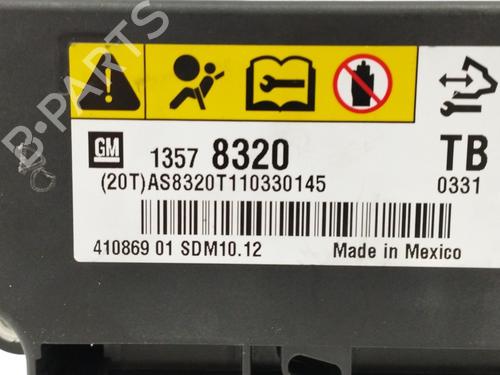 B-PARTS
GM 1357 8320 TB
(20T)AS8320T110330145 0331
410869 01 SDM10.12 Made in Mexico